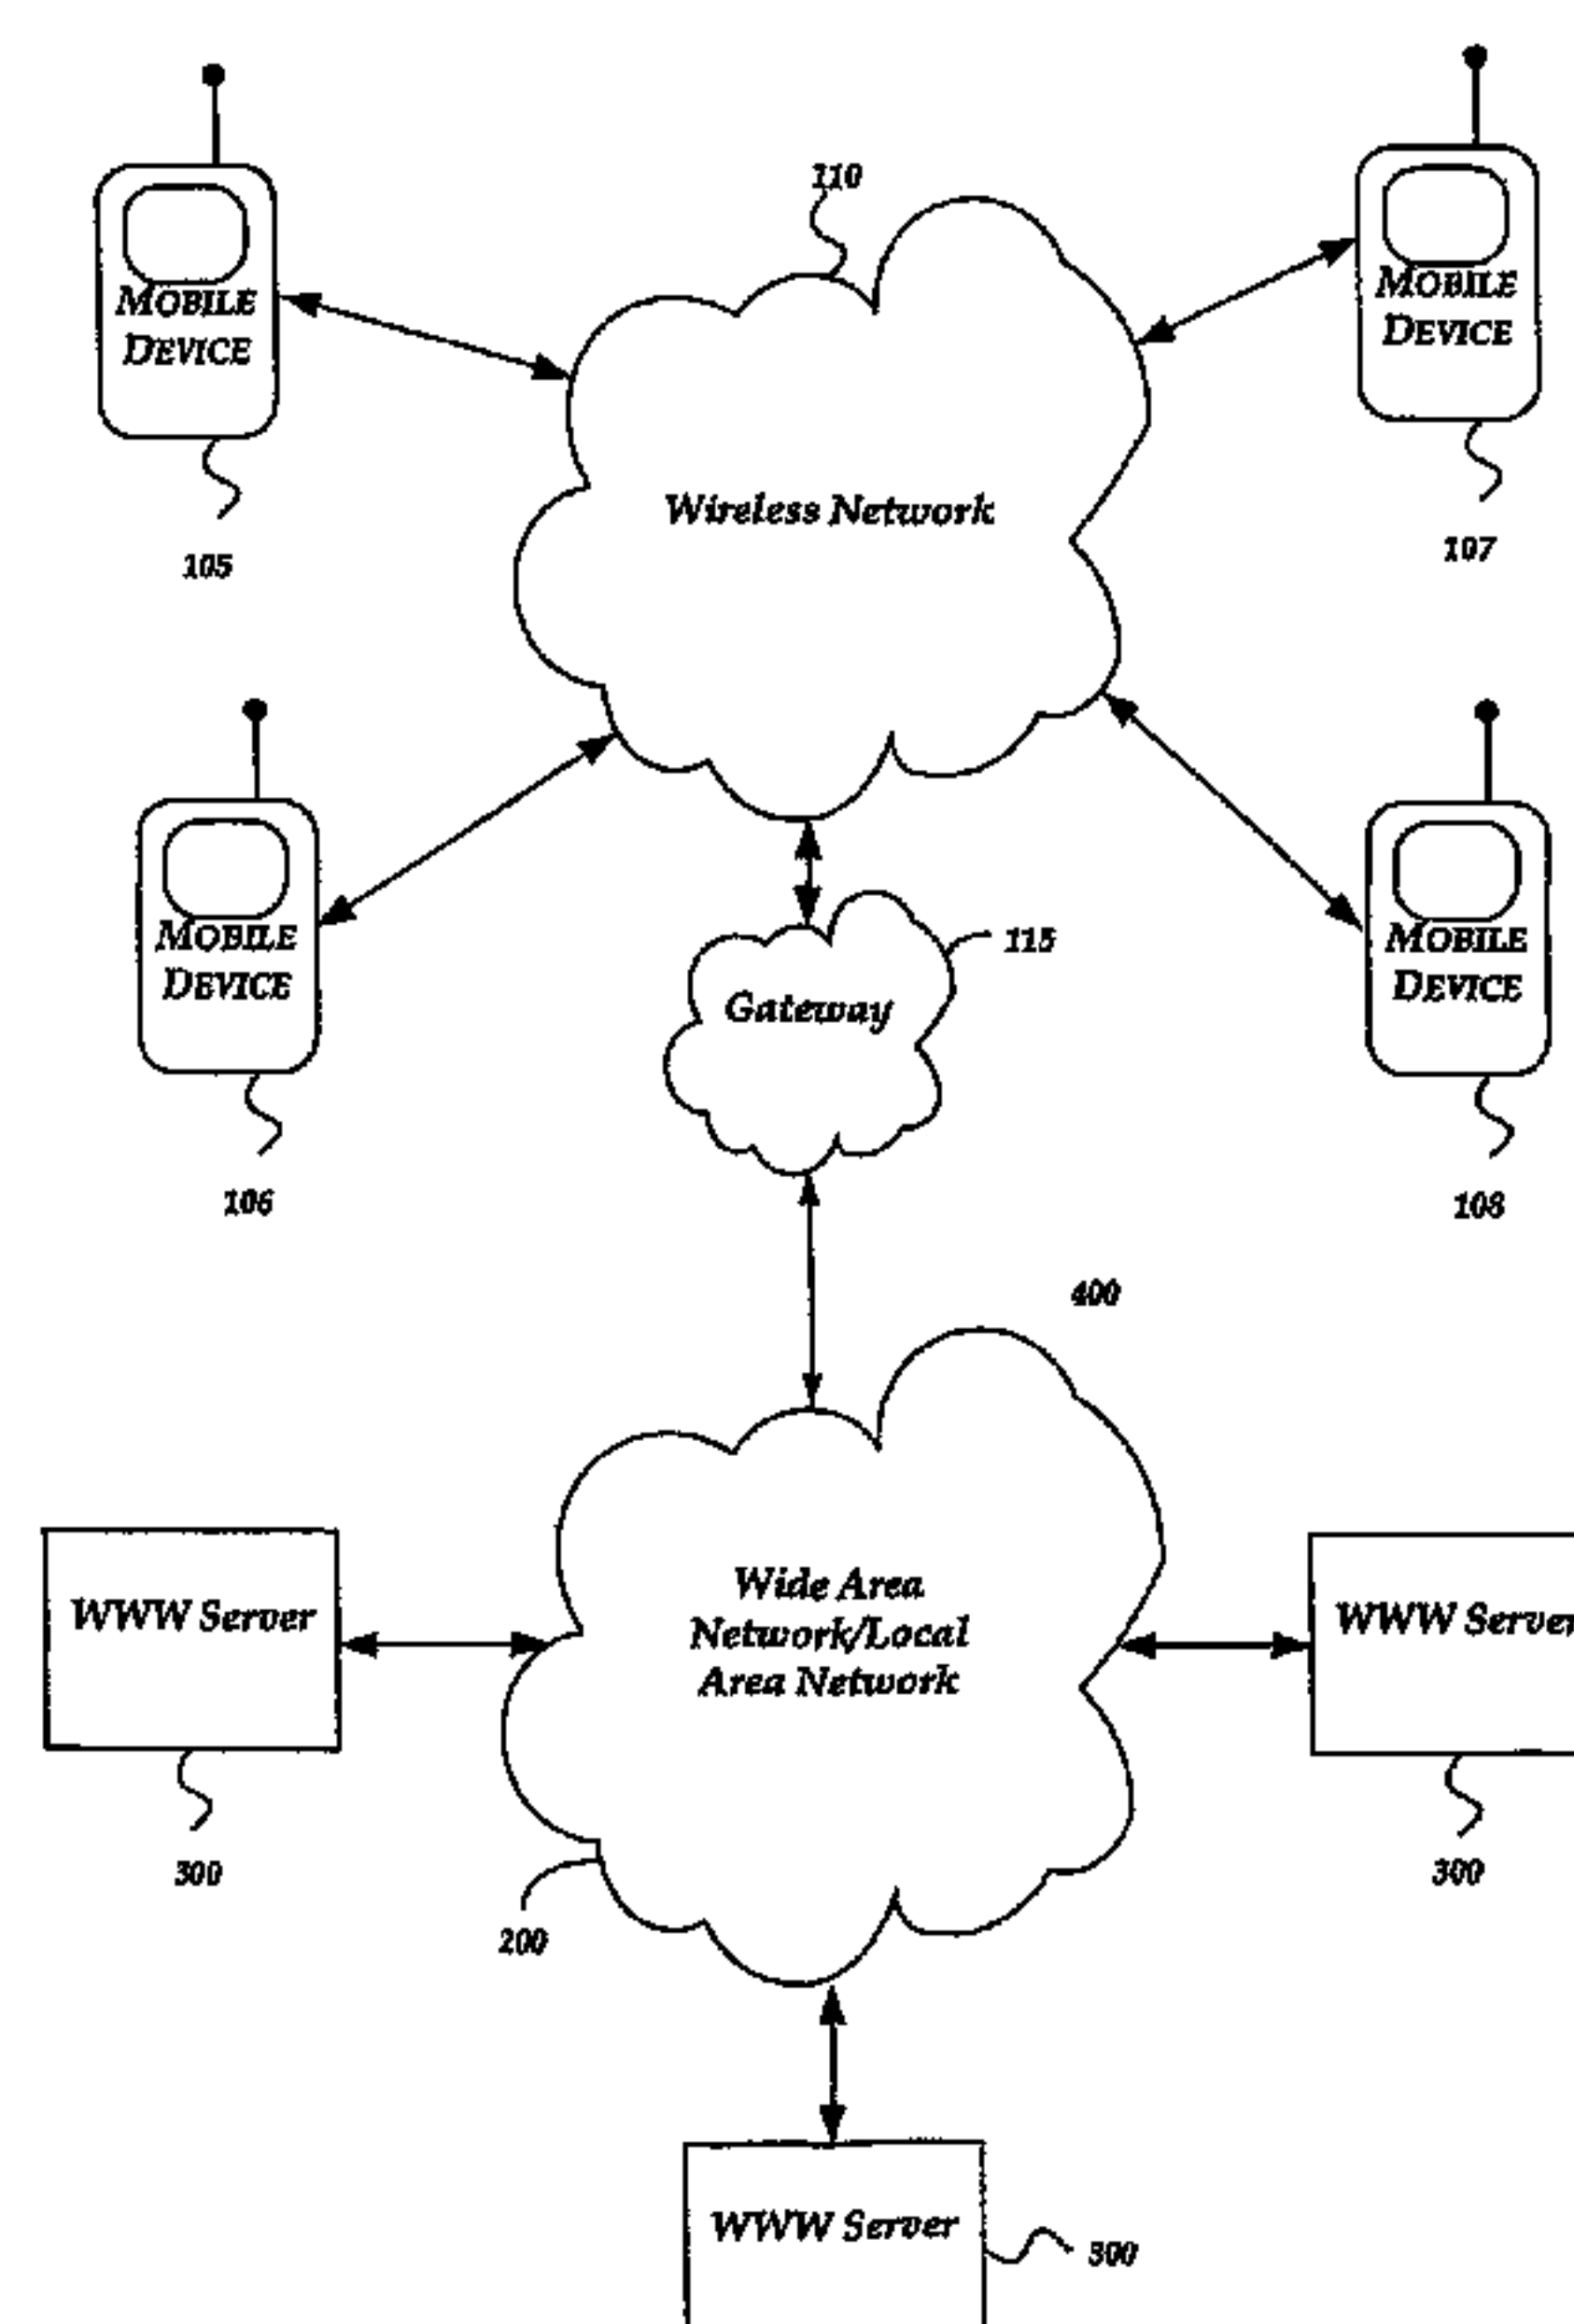 110
MOBILE
DEVICE
105
MOBILE
DEVICE
107
Wireless Network
MOBILE
DEVICE
106
MOBILE
DEVICE
108
115
Gateway
400
Wide Area
Network/Local
Area Network
WWW Server
300
WWW Server
300
200
WWW Server
300